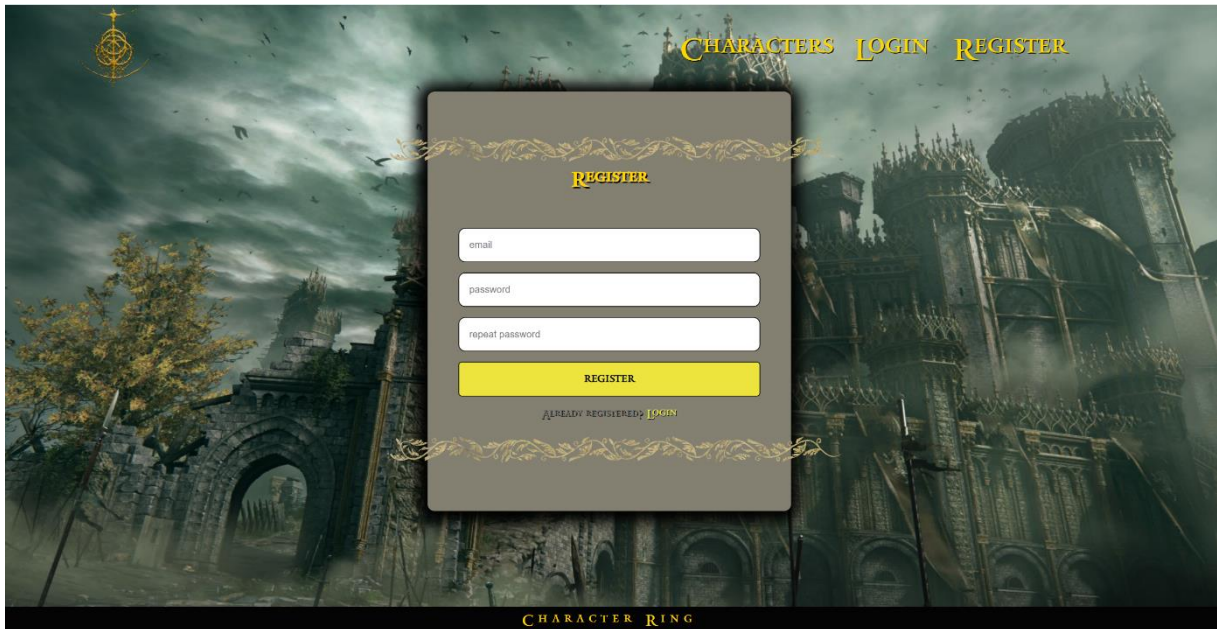 Characters Login Register
Register
email
password
repeat password
REGISTER
Already registered? Login
Character Ring